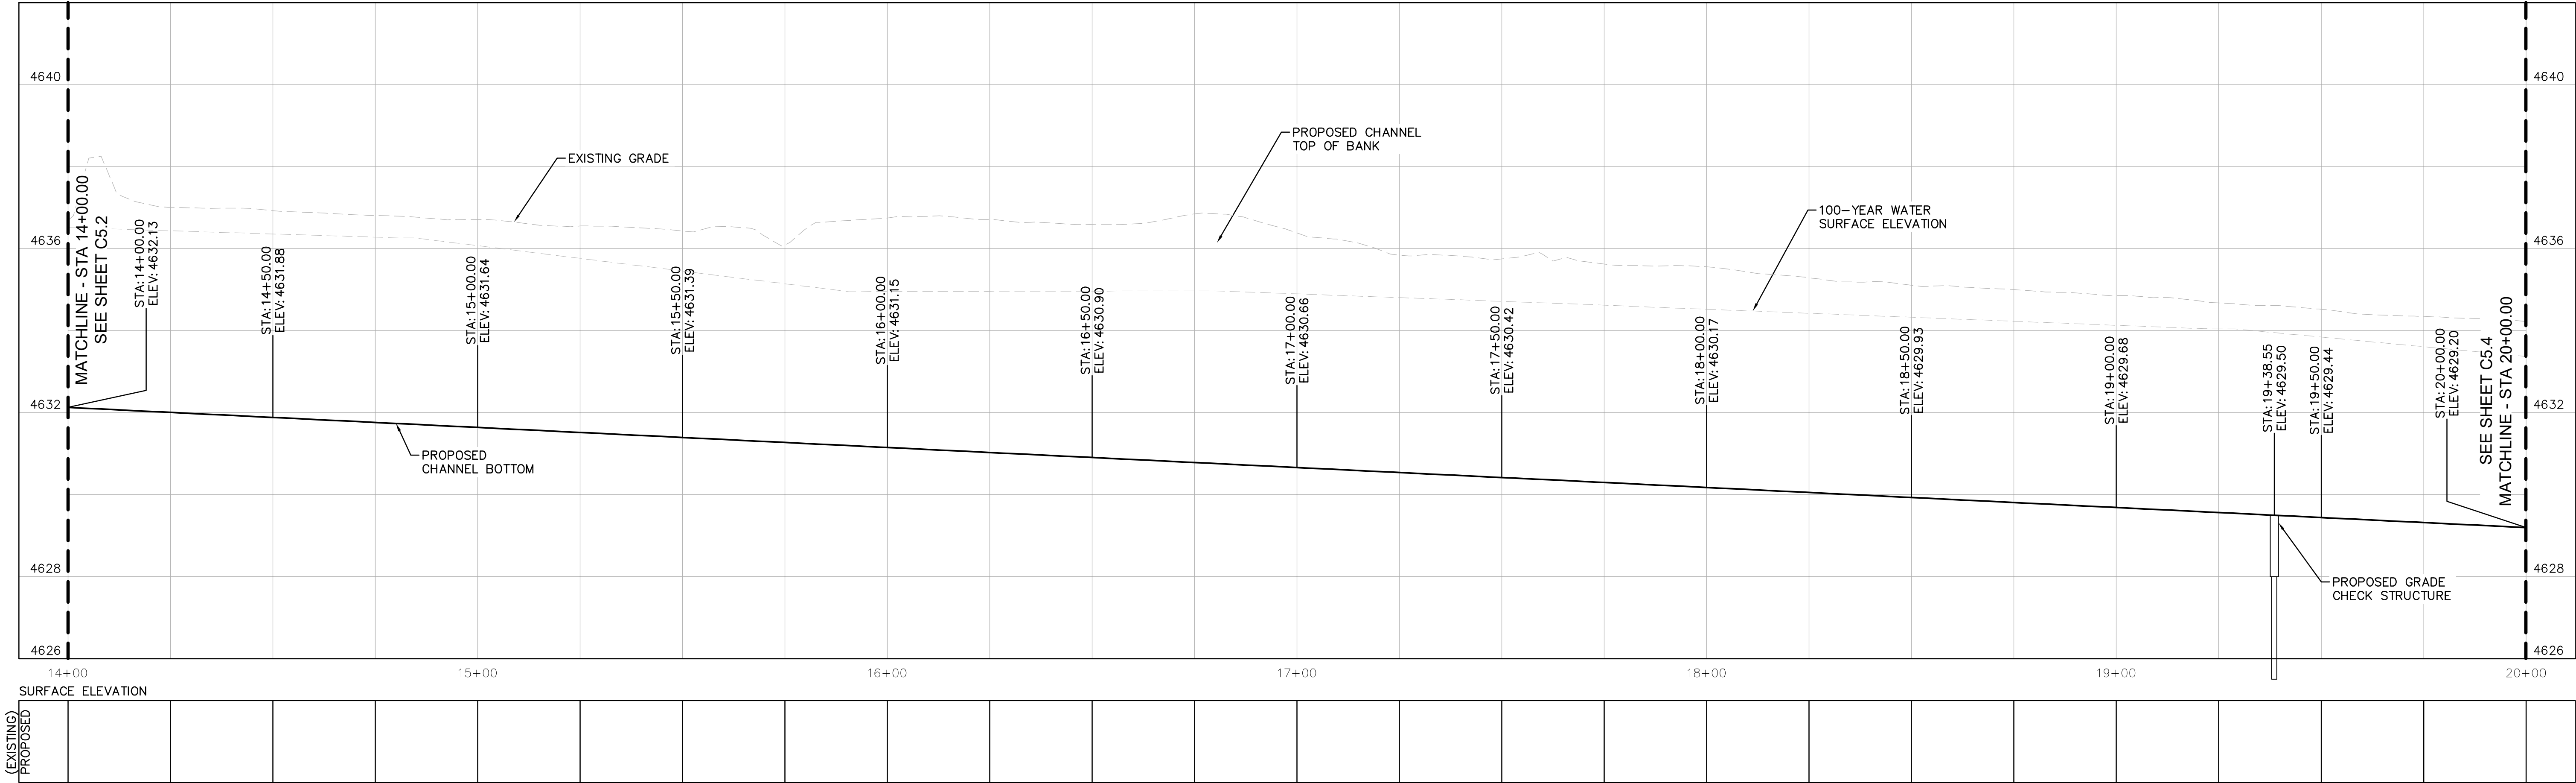 4640
4640
PROPOSED CHANNEL
TOP OF BANK
EXISTING GRADE
100-YEAR WATER
SURFACE ELEVATION
4636
4636
MATCHLINE - STA 14+00.00
SEE SHEET C5.2
STA:14+00.00
ELEV:4632.13
STA:14+50.00
ELEV:4631.88
STA:15+00.00
ELEV:4631.64
STA:15+50.00
ELEV:4631.39
STA:16+00.00
ELEV:4631.15
STA:16+50.00
ELEV:4630.90
STA:17+00.00
ELEV:4630.66
STA:17+50.00
ELEV:4630.42
STA:18+00.00
ELEV:4630.17
STA:18+50.00
ELEV:4629.93
STA:19+00.00
ELEV:4629.68
STA:19+38.55
ELEV:4629.50
STA:19+50.00
ELEV:4629.44
STA:20+00.00
ELEV:4629.20
SEE SHEET C5.4
MATCHLINE - STA 20+00.00
4632
4632
PROPOSED
CHANNEL BOTTOM
4628
4628
PROPOSED GRADE
CHECK STRUCTURE
4626
4626
14+00
15+00
16+00
17+00
18+00
19+00
20+00
SURFACE ELEVATION
(EXISTING)
PROPOSED